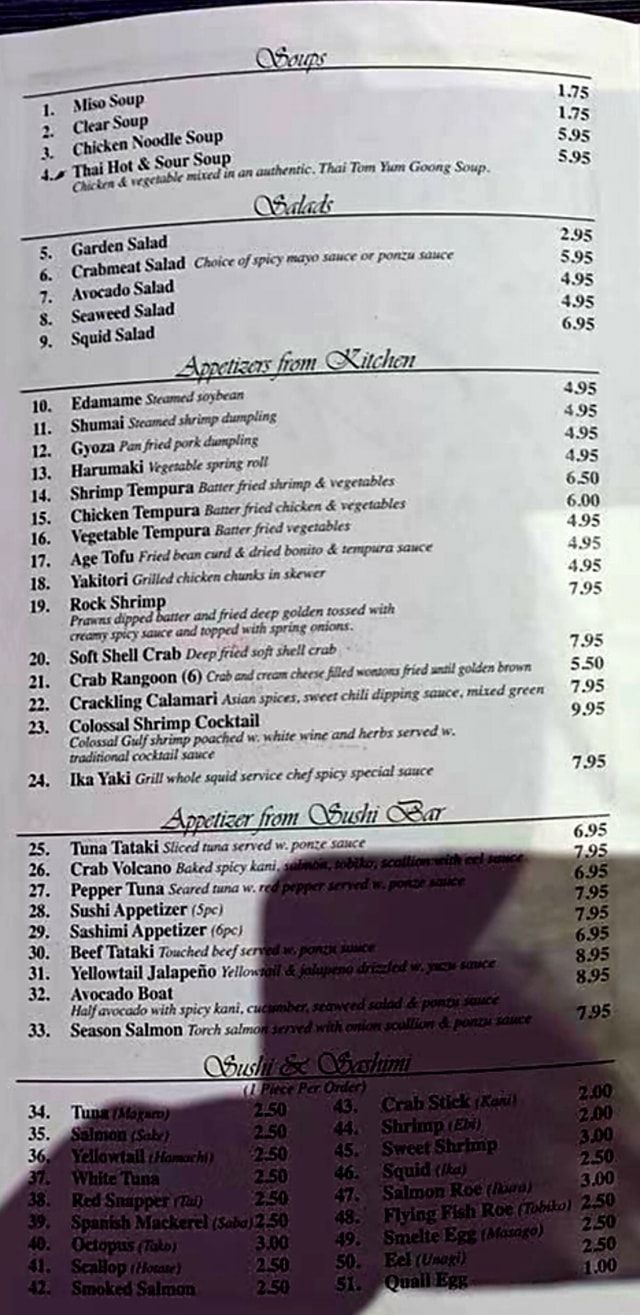 Soups
1. Miso Soup 1.75
2. Clear Soup 1.75
3. Chicken Noodle Soup 5.95
4. Thai Hot & Sour Soup 5.95
Chicken & vegetable mixed in an authentic. Thai Tom Yum Goong Soup.
Salads
5. Garden Salad 2.95
6. Crabmeat Salad Choice of spicy mayo sauce or ponzu sauce 5.95
7. Avocado Salad 4.95
8. Seaweed Salad 4.95
9. Squid Salad 6.95
Appetizers from Kitchen
10. Edamame Steamed soybean 4.95
11. Shumai Steamed shrimp dumpling 4.95
12. Gyoza Pan fried pork dumpling 4.95
13. Harumaki Vegetable spring roll 4.95
14. Shrimp Tempura Batter fried shrimp & vegetables 6.50
15. Chicken Tempura Batter fried chicken & vegetables 6.00
16. Vegetable Tempura Batter fried vegetables 4.95
17. Age Tofu Fried bean curd & dried bonito & tempura sauce 4.95
18. Yakitori Grilled chicken chunks in skewer 4.95
19. Rock Shrimp 7.95
Prawns dipped batter and fried deep golden tossed with
creamy spicy sauce and topped with spring onions.
20. Soft Shell Crab Deep fried soft shell crab 7.95
21. Crab Rangoon (6) Crab and cream cheese filled wontons fried until golden brown 5.50
22. Crackling Calamari Asian spices, sweet chili dipping sauce, mixed green 7.95
23. Colossal Shrimp Cocktail 9.95
Colossal Gulf shrimp poached w. white wine and herbs served w.
traditional cocktail sauce
24. Ika Yaki Grill whole squid service chef spicy special sauce 7.95
Appetizer from Sushi Bar
25. Tuna Tataki Sliced tuna served w. ponze sauce 6.95
26. Crab Volcano Baked spicy kani, salmon, tobiko, scallion with eel sauce 7.95
27. Pepper Tuna Seared tuna w. red pepper served w. ponze sauce 6.95
28. Sushi Appetizer (5pc) 7.95
29. Sashimi Appetizer (6pc) 7.95
30. Beef Tataki Touched beef served w. ponzu sauce 6.95
31. Yellowtail Jalapeño Yellowtail & jalapeno drizzled w. yuzu sauce 8.95
32. Avocado Boat 8.95
Half avocado with spicy kani, cucumber, seaweed salad & ponzu sauce
33. Season Salmon Torch salmon served with onion scallion & ponzu sauce 7.95
Sushi & Sashimi
(1 Piece Per Order)
34. Tuna (Maguro) 2.50 43. Crab Stick (Kani) 2.00
35. Salmon (Sake) 2.50 44. Shrimp (Ebi) 2.00
36. Yellowtail (Hamachi) 2.50 45. Sweet Shrimp 3.00
37. White Tuna 2.50 46. Squid (Ika) 2.50
38. Red Snapper (Tai) 2.50 47. Salmon Roe (Ikura) 3.00
39. Spanish Mackerel (Saba) 2.50 48. Flying Fish Roe (Tobiko) 2.50
40. Octopus (Tako) 3.00 49. Smelte Egg (Masago) 2.50
41. Scallop (Hotate) 2.50 50. Eel (Unagi) 2.50
42. Smoked Salmon 2.50 51. Quail Egg 1.00